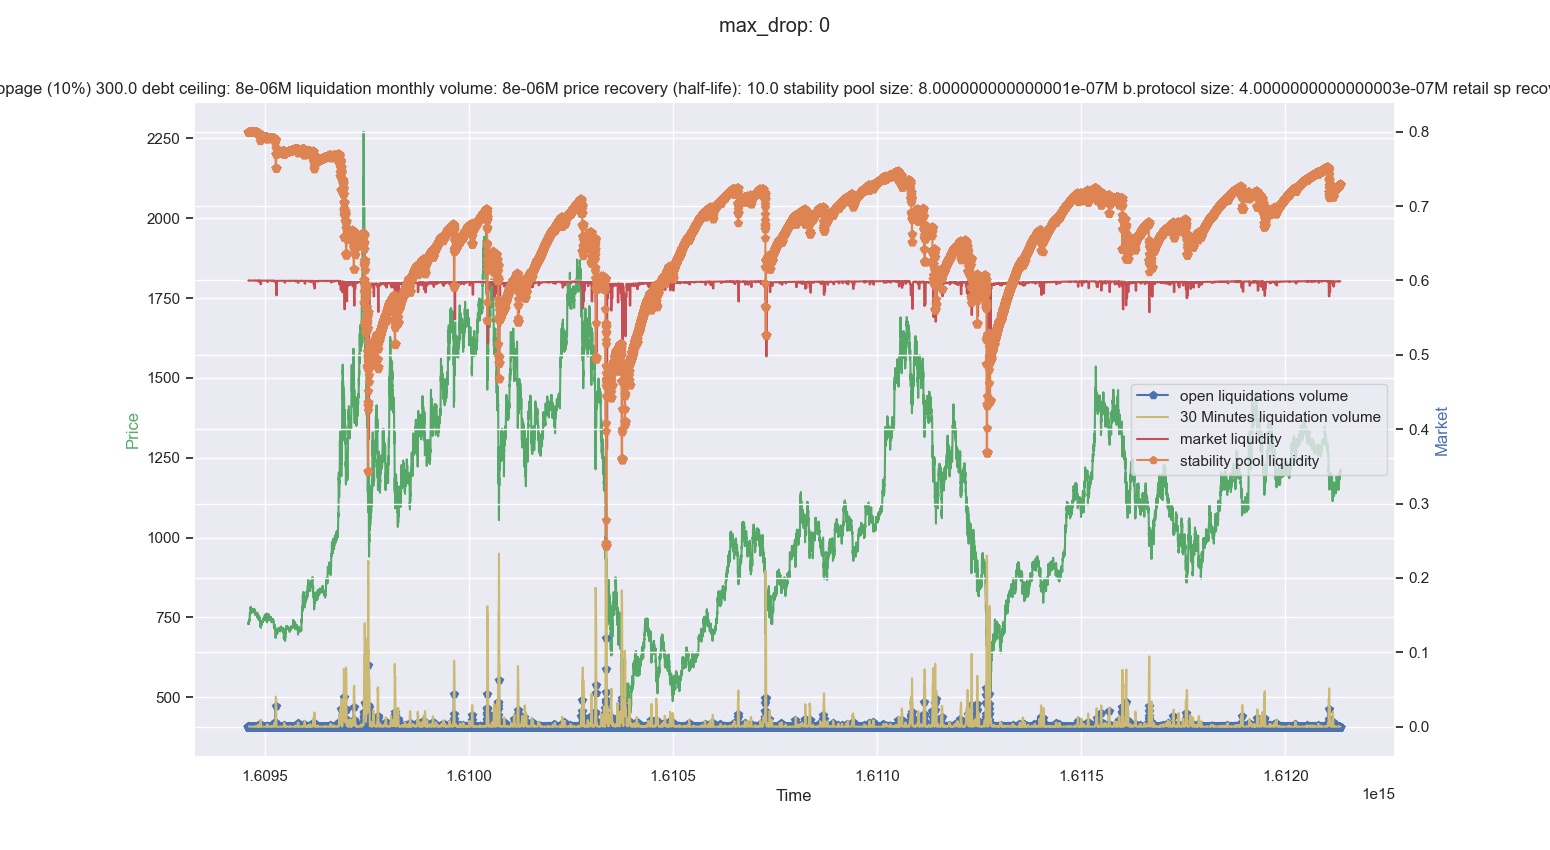 max_drop: 0
(10%) 300.0 debt ceiling: 8e-06M liquidation monthly volume: 8e-06M price recovery (half-life): 10.0 stability pool size: 8.000000000000001e-07M b.protocol size: 4.0000000000000003e-07M retail sp
2250
2000
1750
1500
1250
1000
750
500
Price
0.8
0.7
0.6
0.5
0.4
0.3
0.2
0.1
0.0
Market
open liquidations volume
30 Minutes liquidation volume
market liquidity
stability pool liquidity
1.6095
1.6100
1.6105
1.6110
1.6115
1.6120
1e15
Time